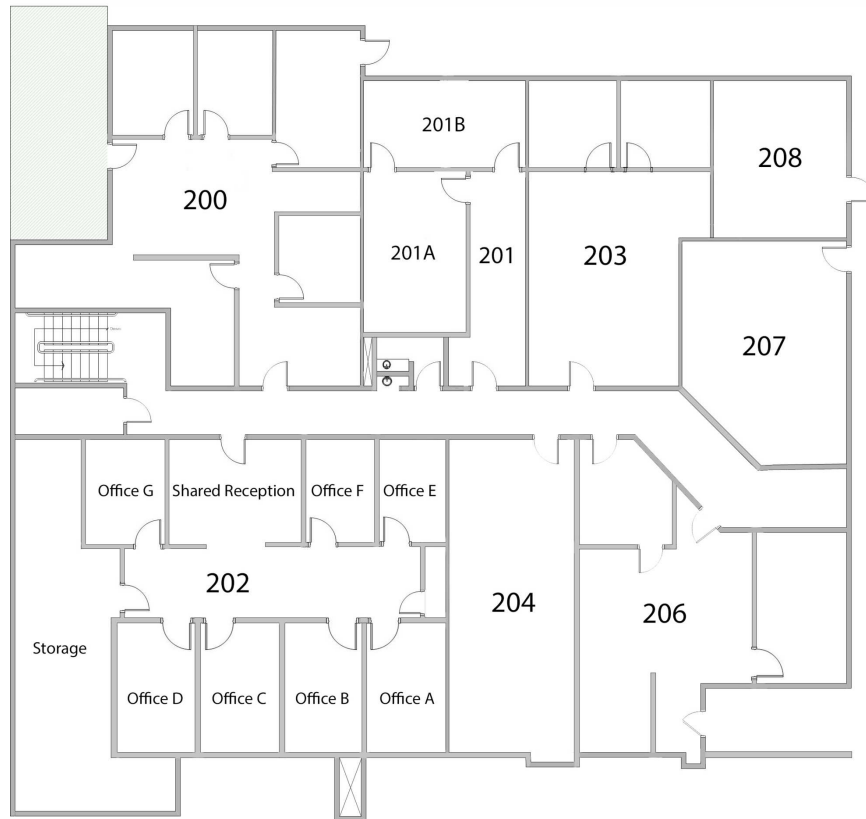 201B
208
200
201A
201
203
207
Office G
Shared Reception
Office F
Office E
202
204
206
Storage
Office D
Office C
Office B
Office A